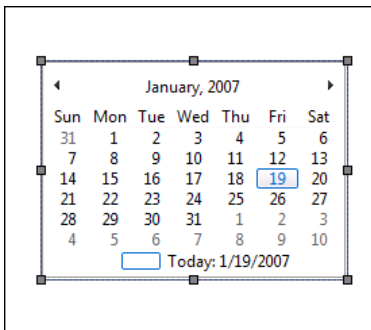 January, 2007
Sun Mon Tue Wed Thu Fri Sat
31 1 2 3 4 5 6
7 8 9 10 11 12 13
14 15 16 17 18 19 20
21 22 23 24 25 26 27
28 29 30 31 1 2 3
4 5 6 7 8 9 10
Today: 1/19/2007